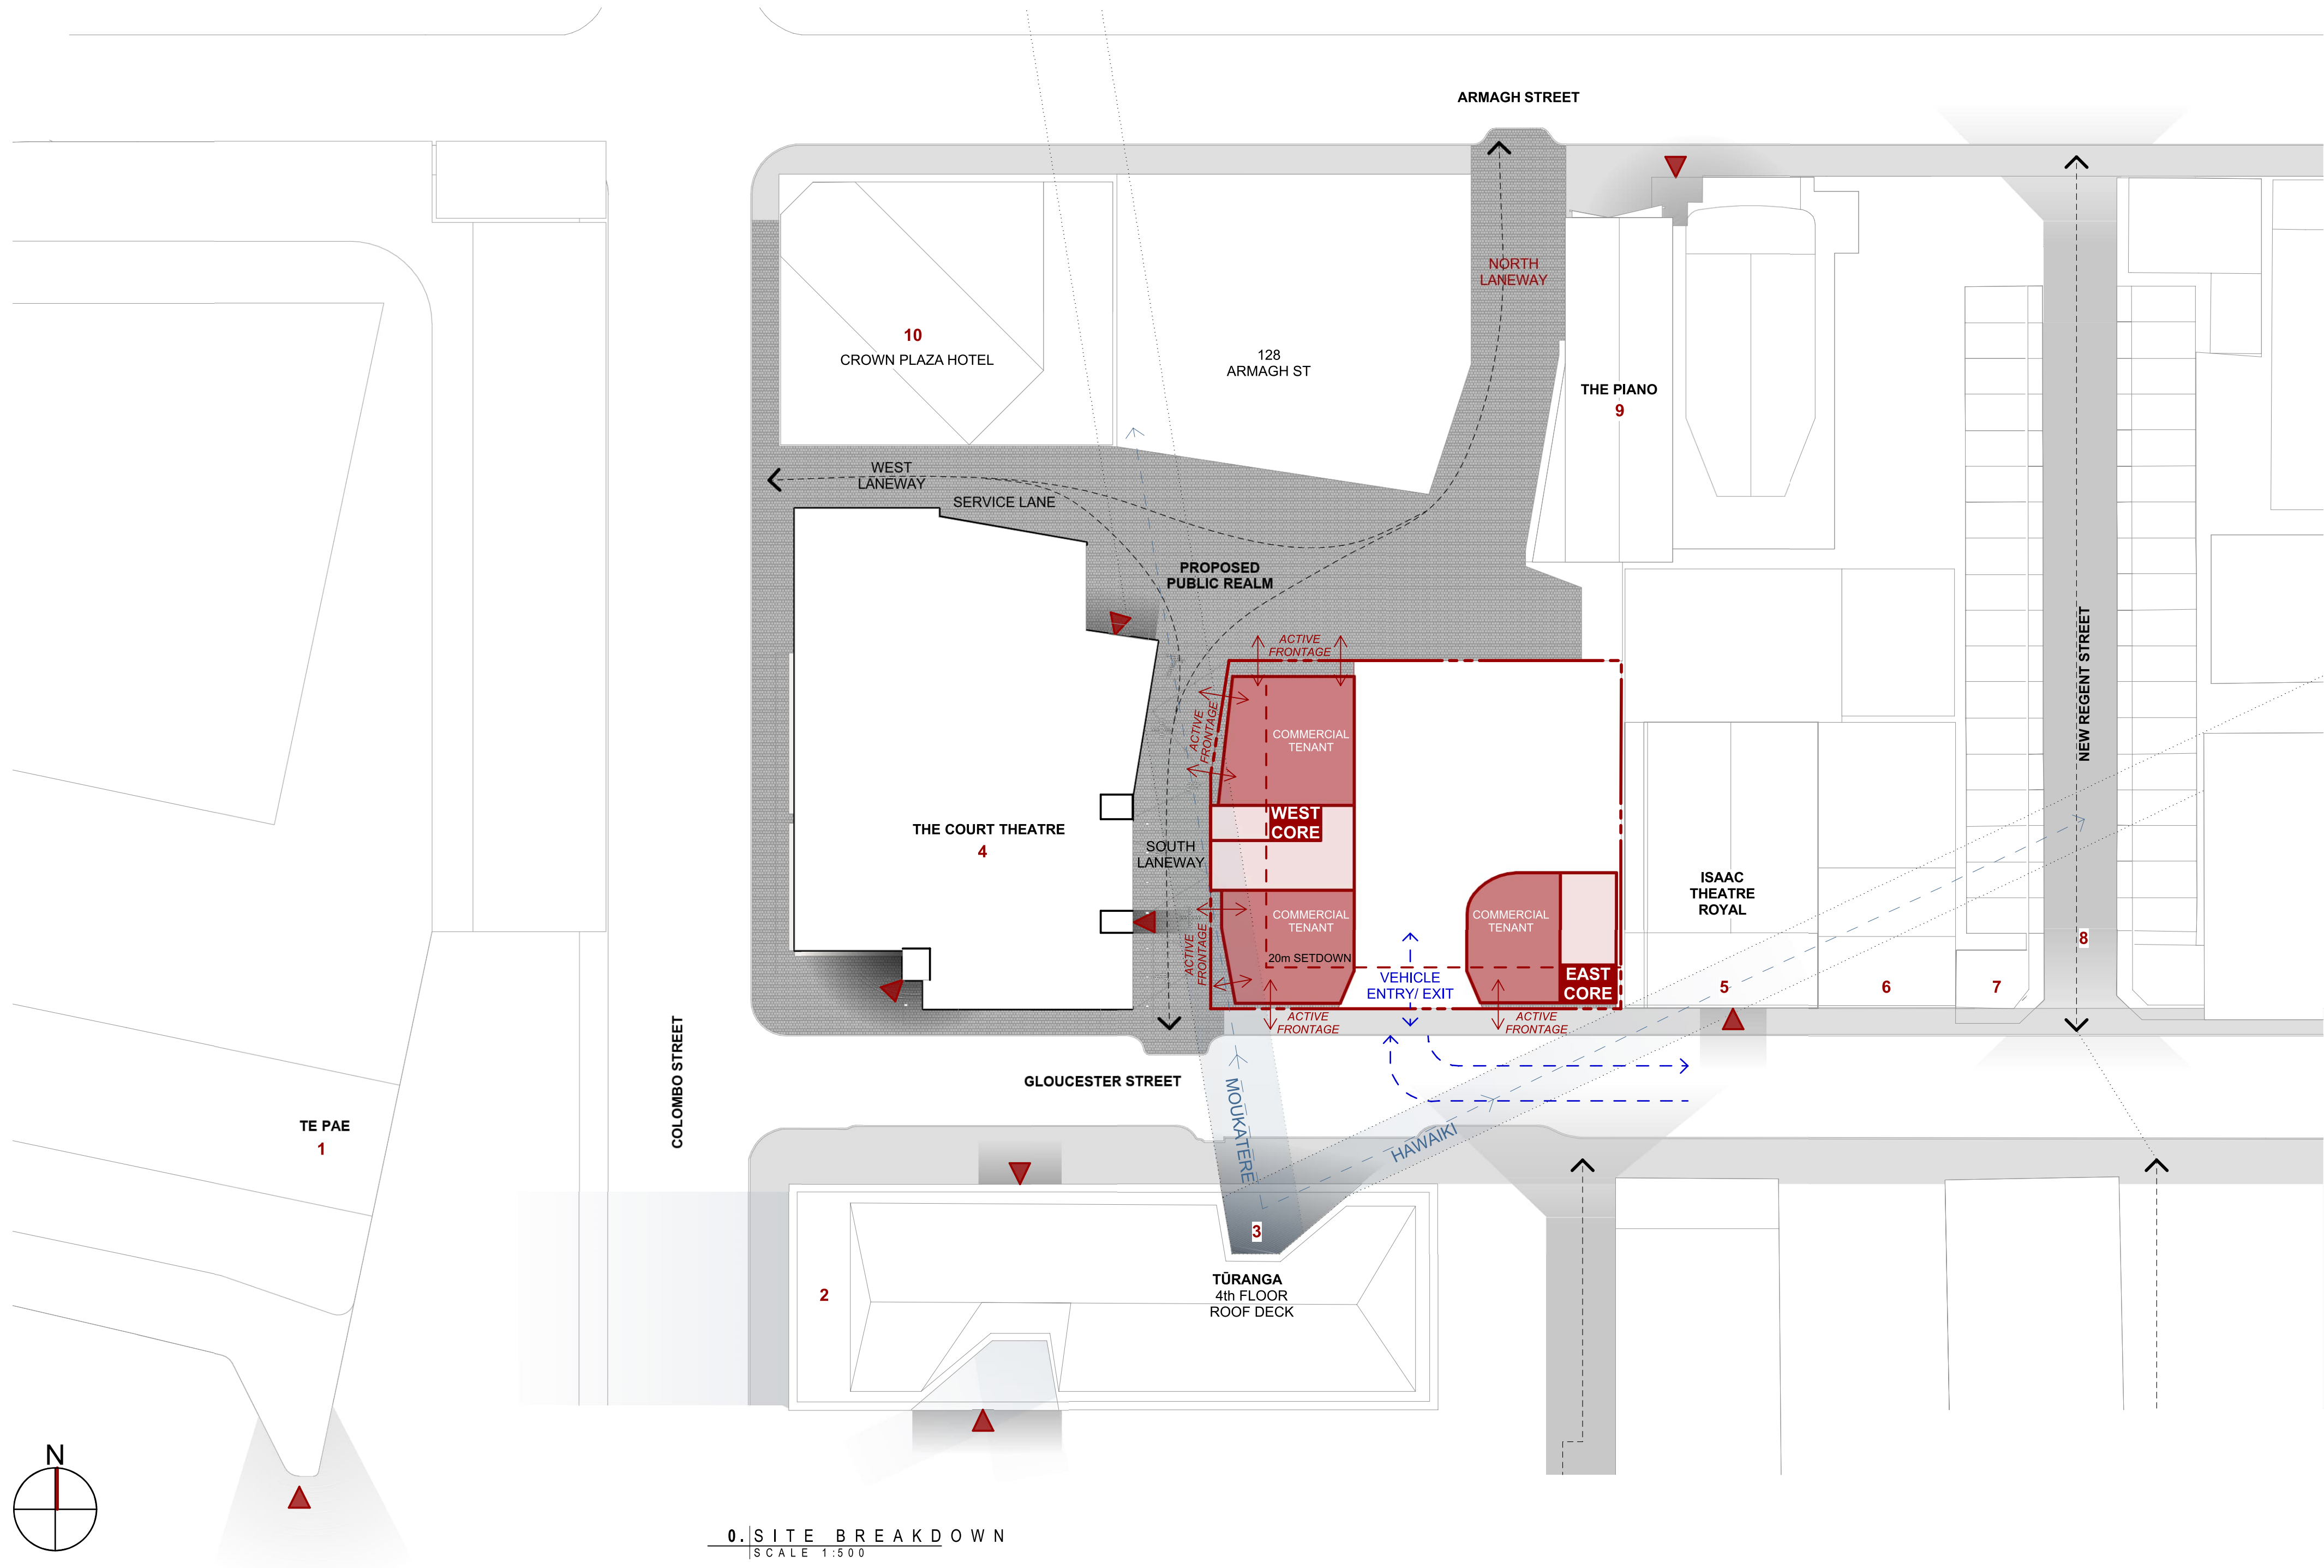 ARMAGH STREET
NORTH
LANEWAY
10
CROWN PLAZA HOTEL
128
ARMAGH ST
THE PIANO
9
WEST
LANEWAY
SERVICE LANE
PROPOSED
PUBLIC REALM
ACTIVE
FRONTAGE
NEW REGENT STREET
ACTIVE
FRONTAGE
COMMERCIAL
TENANT
WEST
CORE
THE COURT THEATRE
4
SOUTH
LANEWAY
ISAAC
THEATRE
ROYAL
COMMERCIAL
TENANT
COMMERCIAL
TENANT
ACTIVE
FRONTAGE
8
20m SETDOWN
VEHICLE
ENTRY/ EXIT
EAST
CORE
5
6
7
ACTIVE
FRONTAGE
ACTIVE
FRONTAGE
COLOMBO STREET
GLOUCESTER STREET
MOUKATERE
HAWAIKI
TE PAE
1
3
2
TŪRANGA
4th FLOOR
ROOF DECK
N
0. SITE BREAKDOWN
SCALE 1:500